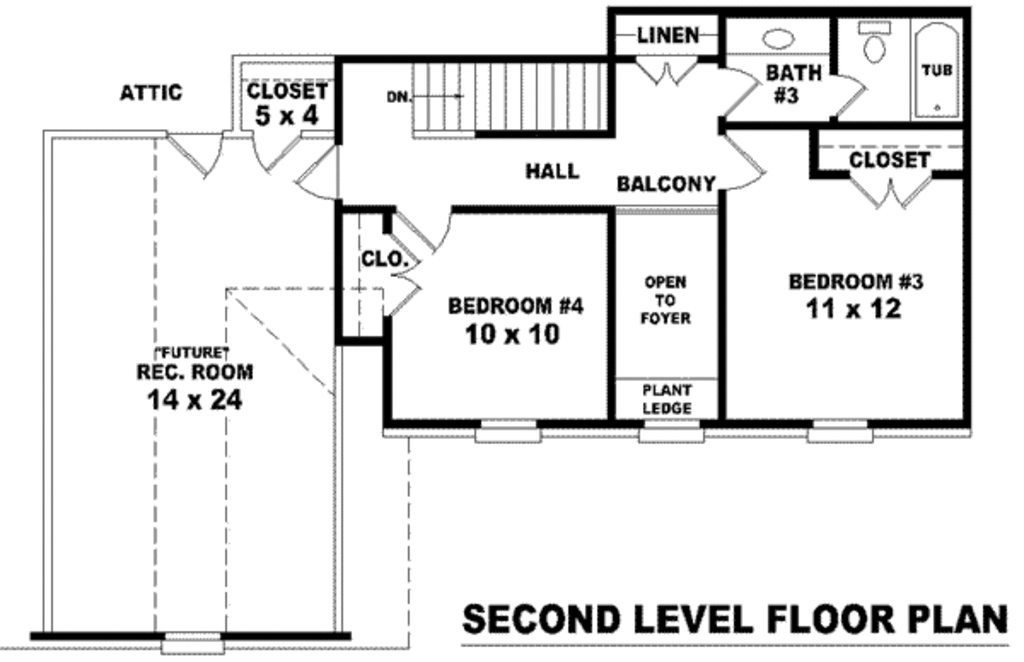 LINEN
BATH
#3
TUB
ATTIC
CLOSET
5 x 4
DN.
HALL
BALCONY
CLOSET
CLO.
BEDROOM #4
10 x 10
OPEN
TO
FOYER
BEDROOM #3
11 x 12
"FUTURE"
REC. ROOM
14 x 24
PLANT
LEDGE
SECOND LEVEL FLOOR PLAN